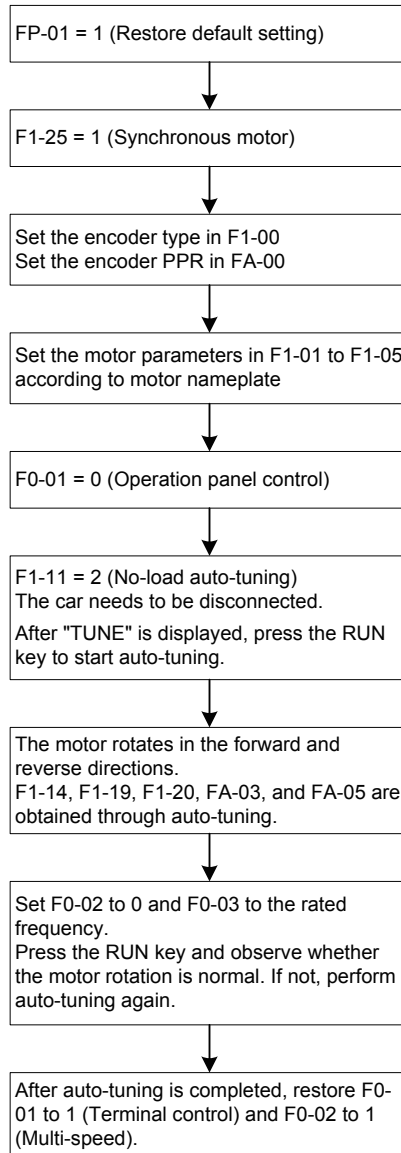 FP-01 = 1 (Restore default setting)
F1-25 = 1 (Synchronous motor)
Set the encoder type in F1-00
Set the encoder PPR in FA-00
Set the motor parameters in F1-01 to F1-05
according to motor nameplate
F0-01 = 0 (Operation panel control)
F1-11 = 2 (No-load auto-tuning)
The car needs to be disconnected.
After "TUNE" is displayed, press the RUN
key to start auto-tuning.
The motor rotates in the forward and
reverse directions.
F1-14, F1-19, F1-20, FA-03, and FA-05 are
obtained through auto-tuning.
Set F0-02 to 0 and F0-03 to the rated
frequency.
Press the RUN key and observe whether
the motor rotation is normal. If not, perform
auto-tuning again.
After auto-tuning is completed, restore F0-
01 to 1 (Terminal control) and F0-02 to 1
(Multi-speed).